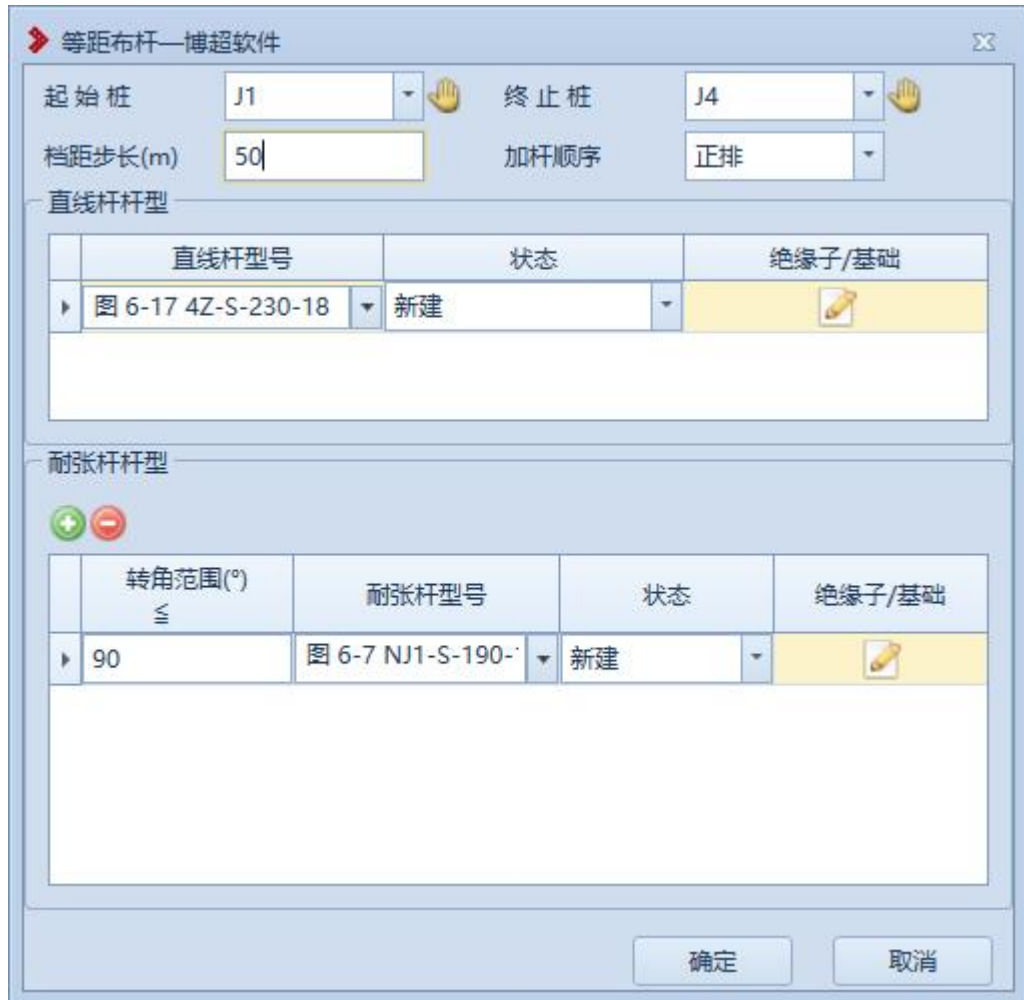 等距布杆—博超软件
起始桩 J1 终止桩 J4
档距步长(m) 50 加杆顺序 正排
直线杆杆型
直线杆型号 状态 绝缘子/基础
图 6-17 4Z-S-230-18 新建
耐张杆杆型
转角范围(°) 耐张杆型号 状态 绝缘子/基础
≦
90 图 6-7 NJ1-S-190- 新建
确定 取消